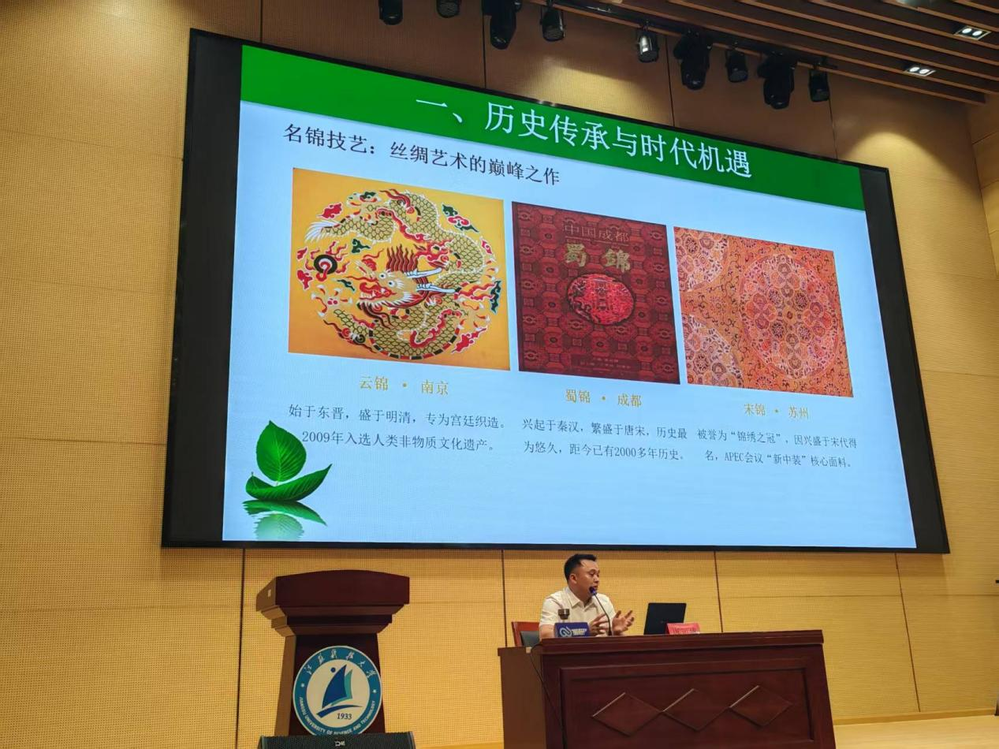 一、历史传承与时代机遇
名锦技艺：丝绸艺术的巅峰之作
中国成都
蜀 錦
云锦 · 南京
始于东晋，盛于明清，专为宫廷织造。
2009年入选人类非物质文化遗产。
蜀锦 · 成都
兴起于秦汉，繁盛于唐宋，历史最
为悠久，距今已有2000多年历史。
宋锦 · 苏州
被誉为“锦绣之冠”，因兴盛于宋代得
名，APEC会议“新中装”核心面料。
江苏科技大学
1933
JIANGSU UNIVERSITY OF SCIENCE AND TECHNOLOGY